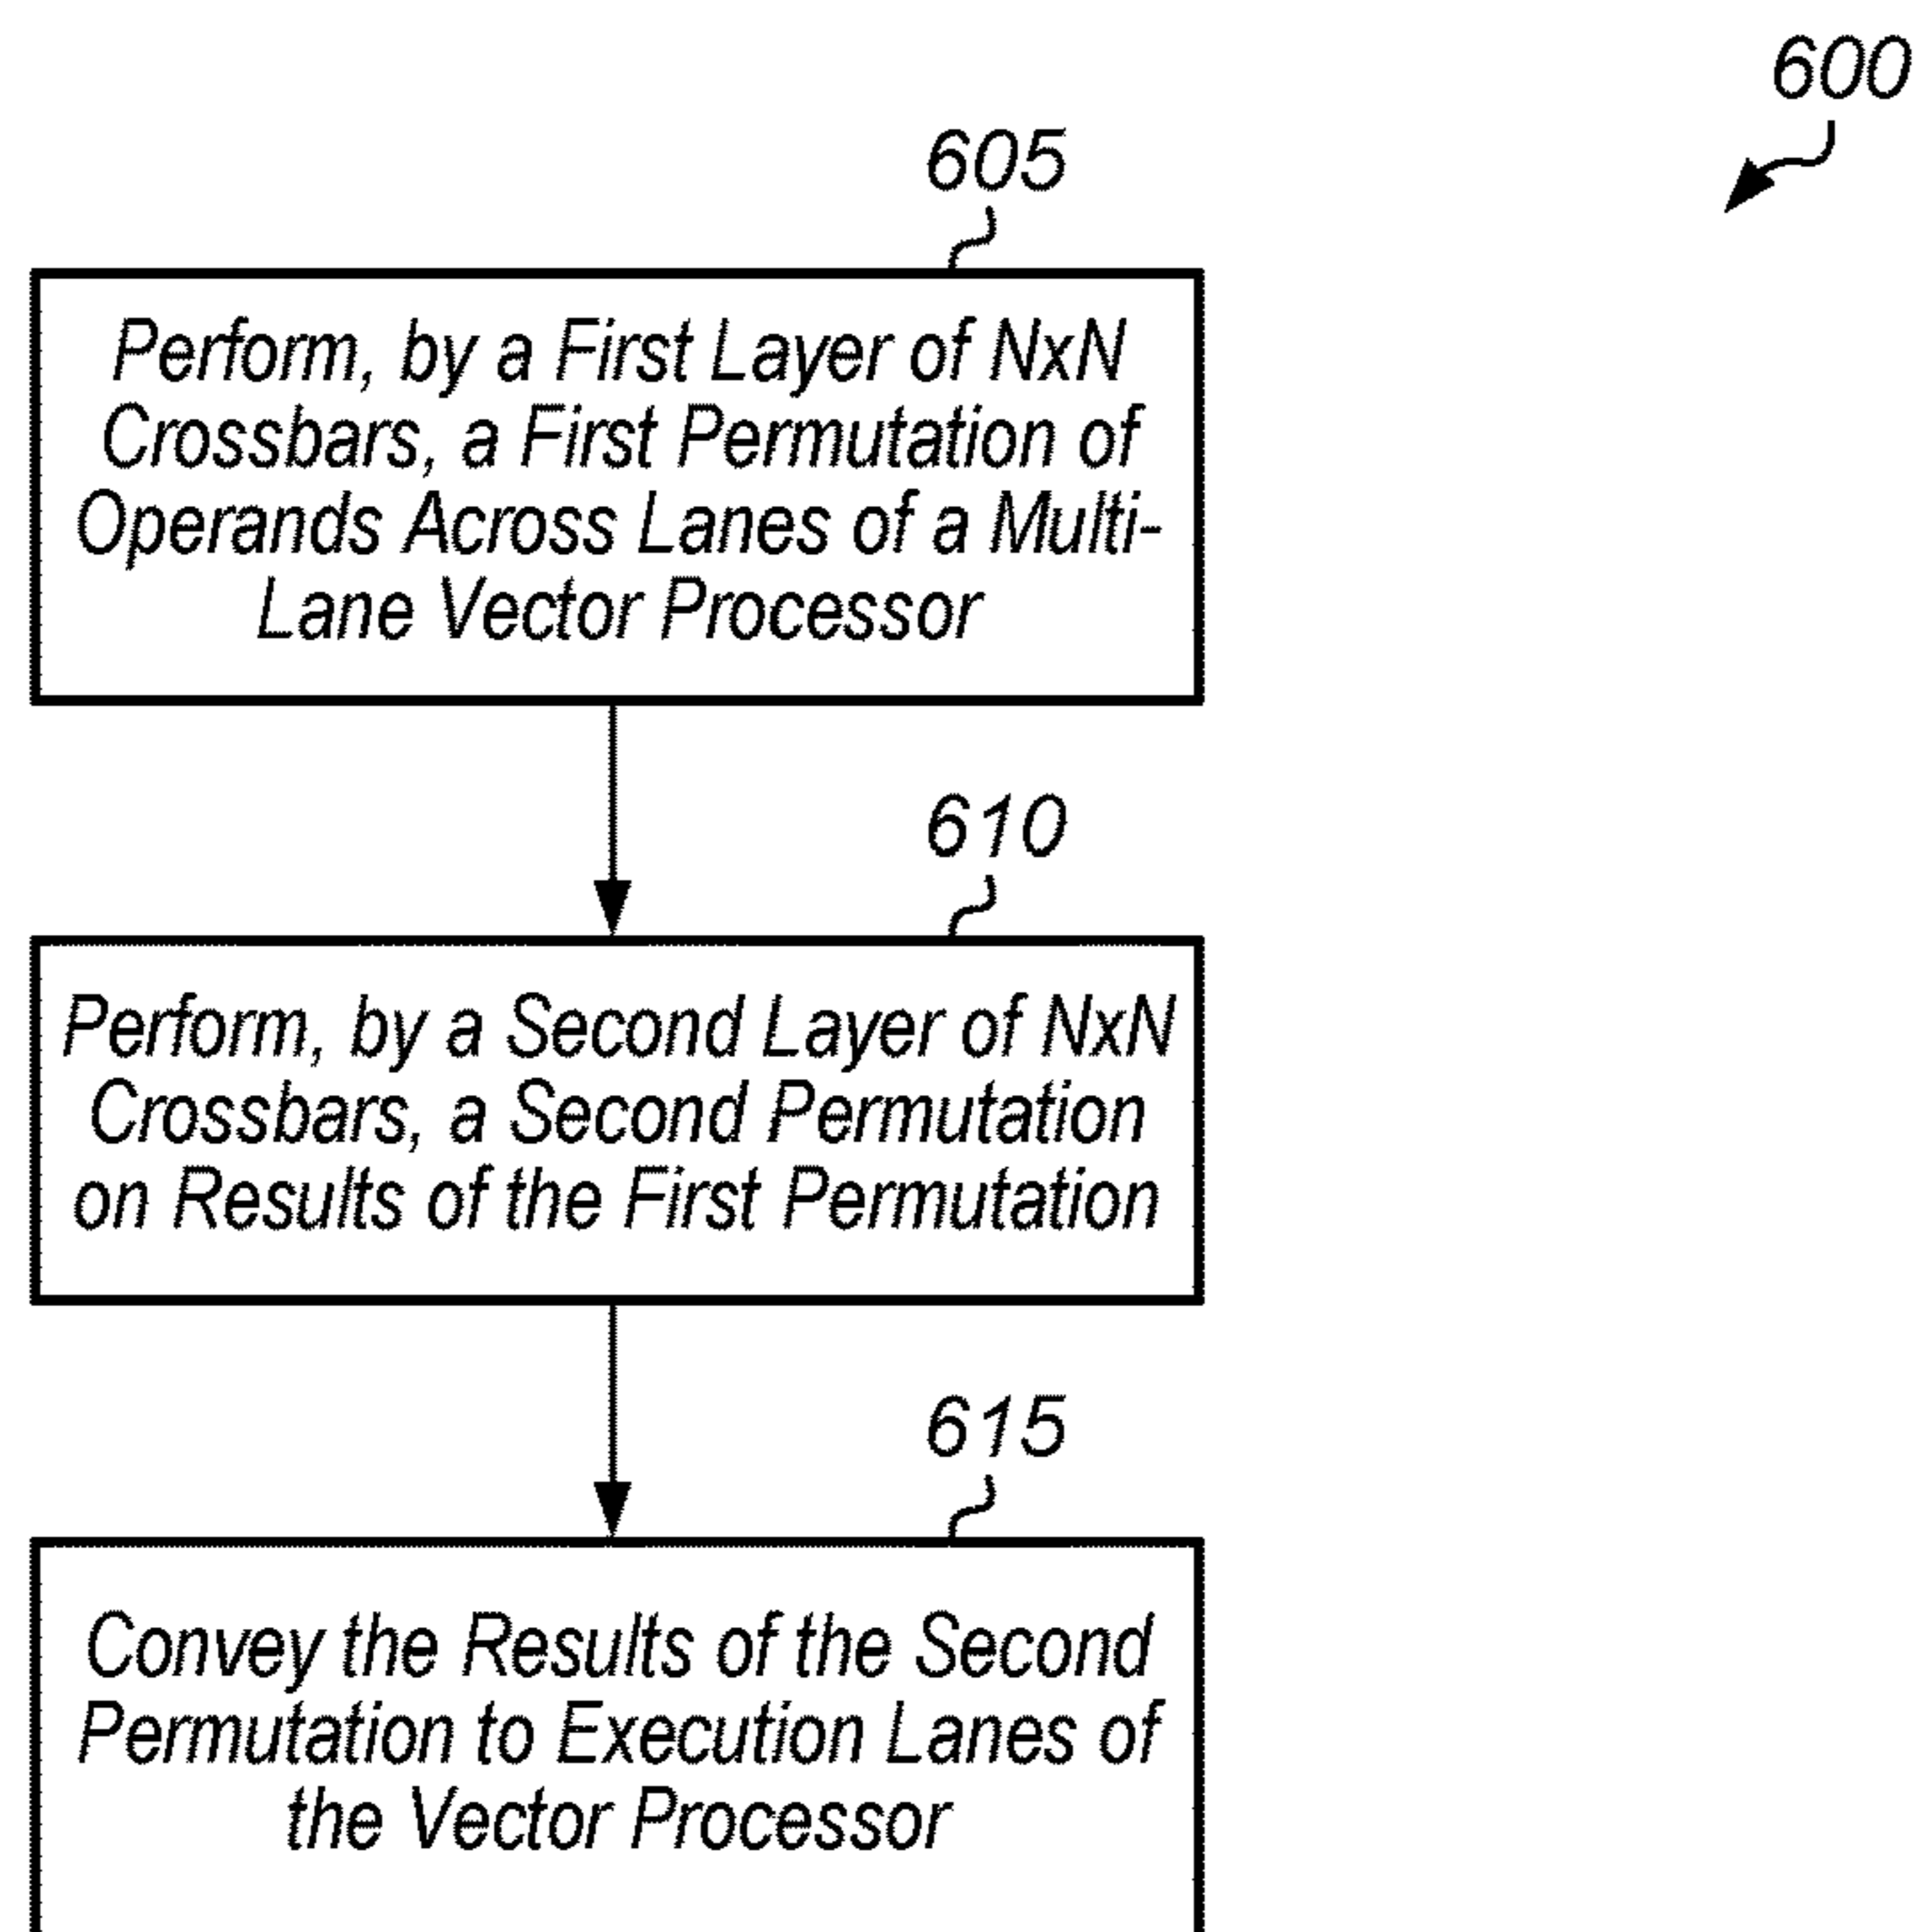 600
605
Perform, by a First Layer of NxN
Crossbars, a First Permutation of
Operands Across Lanes of a Multi-
Lane Vector Processor
610
Perform, by a Second Layer of NxN
Crossbars, a Second Permutation
on Results of the First Permutation
615
Convey the Results of the Second
Permutation to Execution Lanes of
the Vector Processor